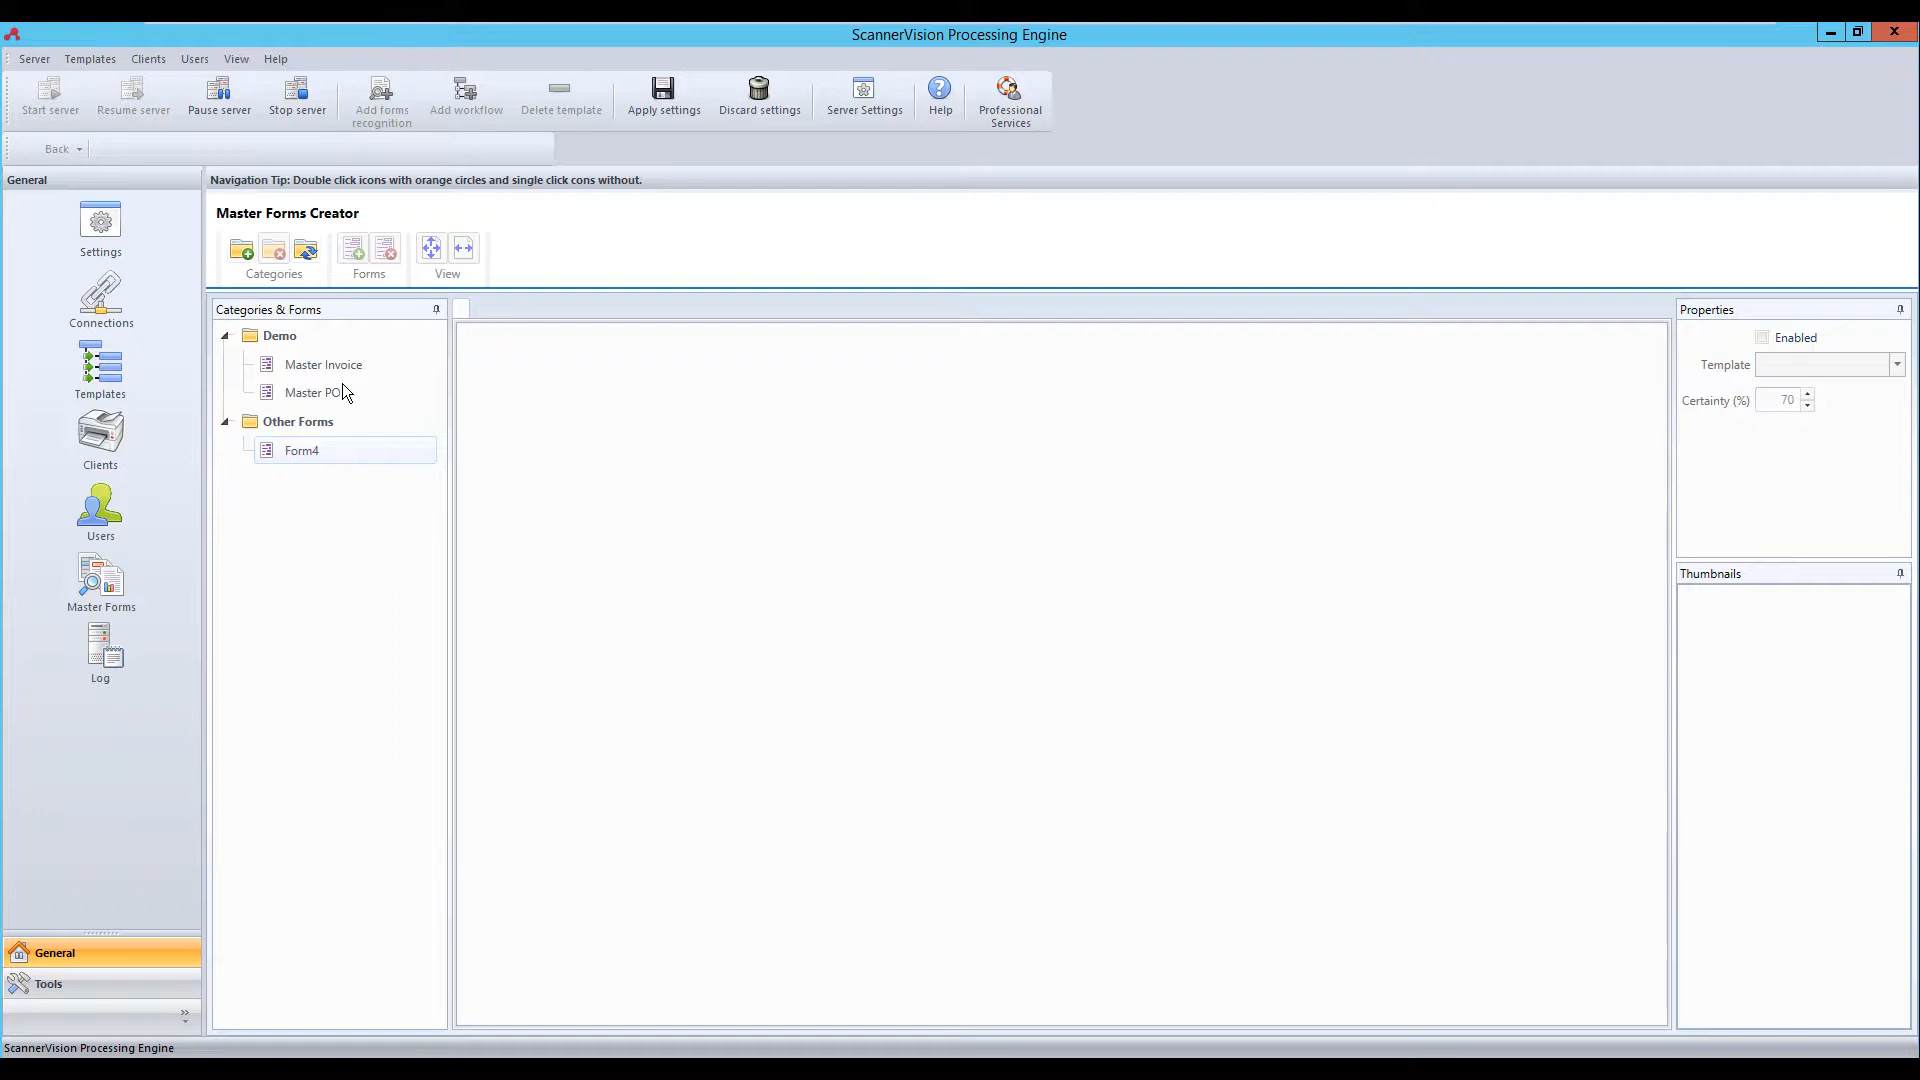 ScannerVision Processing Engine
Server Templates Clients Users View Help
Start server Resume server Pause server Stop server Add forms recognition Add workflow Delete template Apply settings Discard settings Server Settings Help Professional Services
Back
General
Navigation Tip: Double click icons with orange circles and single click cons without.
Settings
Connections
Templates
Clients
Users
Master Forms
Log
General
Tools
Master Forms Creator
Categories Forms View
Categories & Forms
Demo
Master Invoice
Master PO
Other Forms
Form4
Properties
Enabled
Template
Certainty (%) 70
Thumbnails
ScannerVision Processing Engine